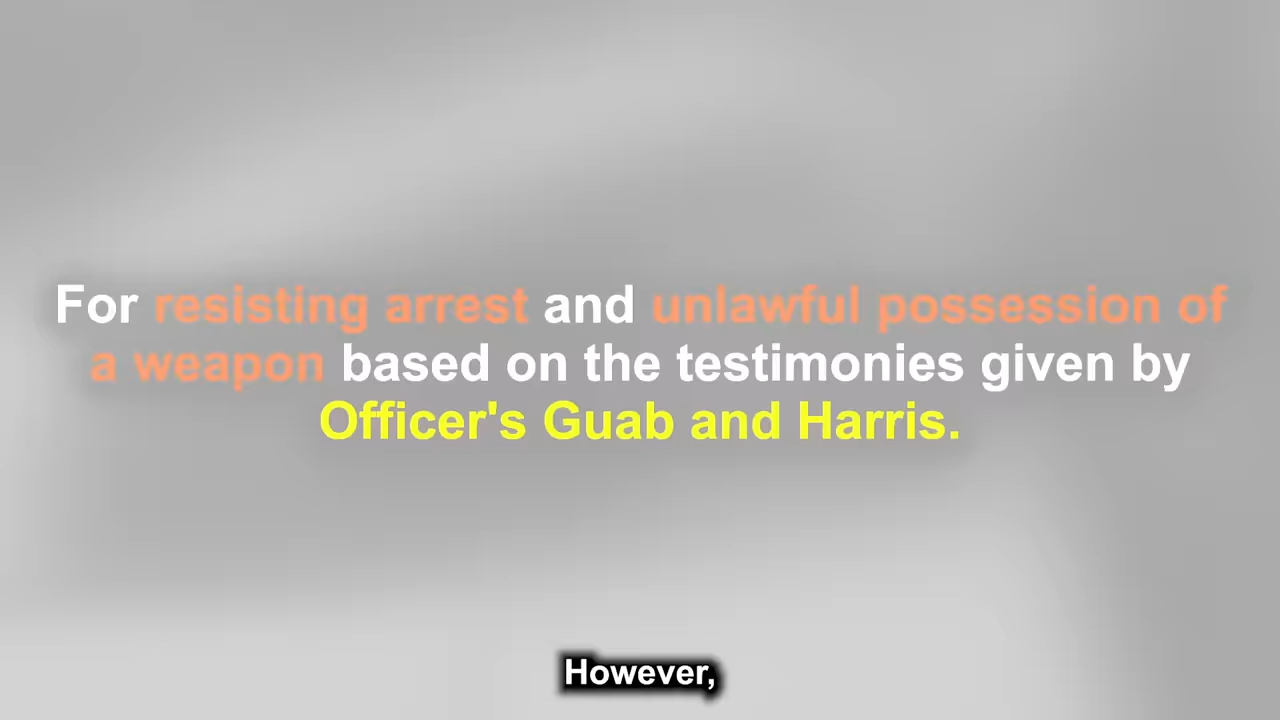 For resisting arrest and unlawful possession of
a weapon based on the testimonies given by
Officer's Guab and Harris.
However,